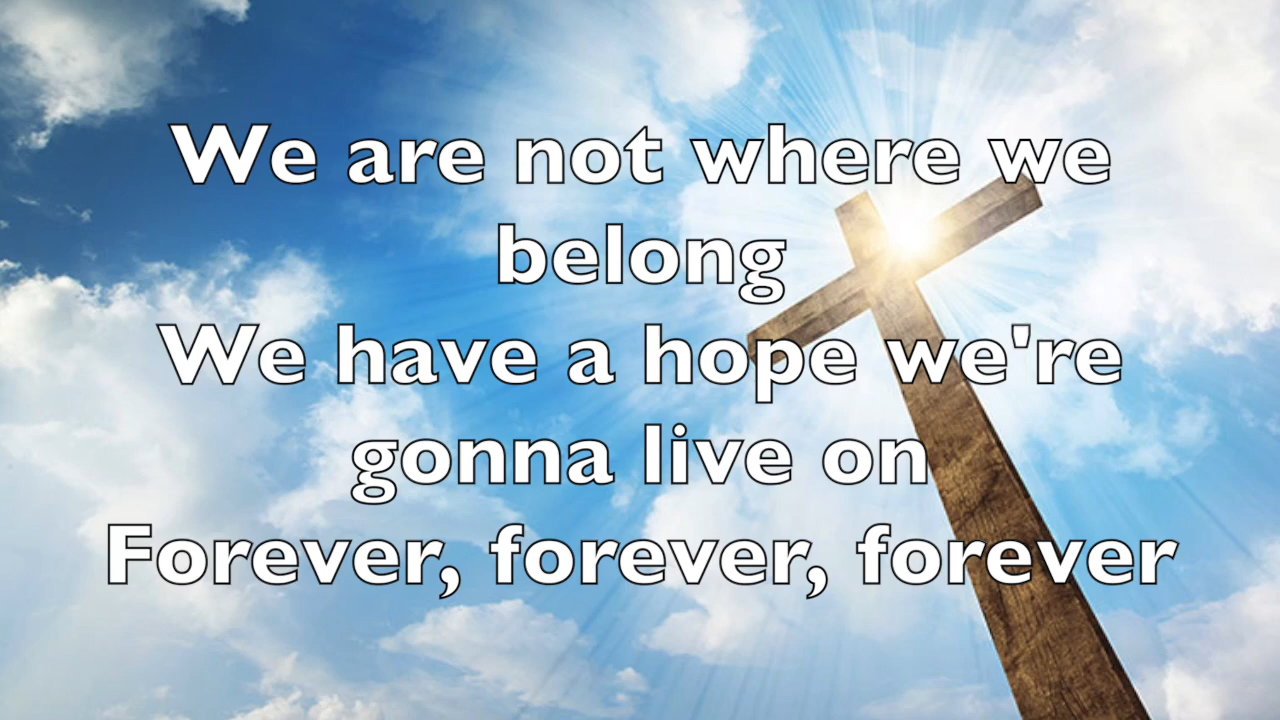 We are not where we
belong
We have a hope we're
gonna live on
Forever, forever, forever